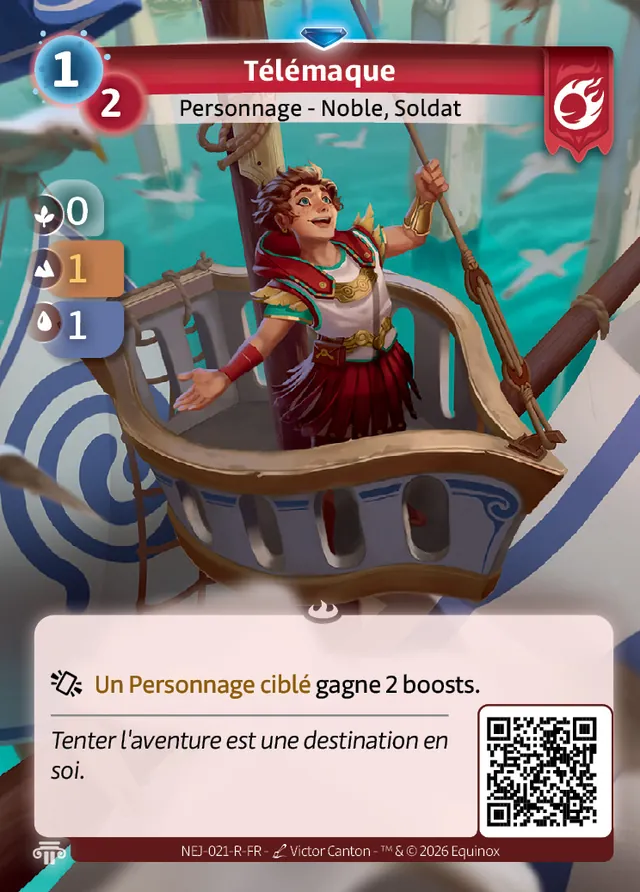 1
Télémaque
2
Personnage - Noble, Soldat
0
1
1
Un Personnage ciblé gagne 2 boosts.
Tenter l'aventure est une destination en
soi.
NEJ-021-R-FR - Victor Canton - ™ & © 2026 Equinox